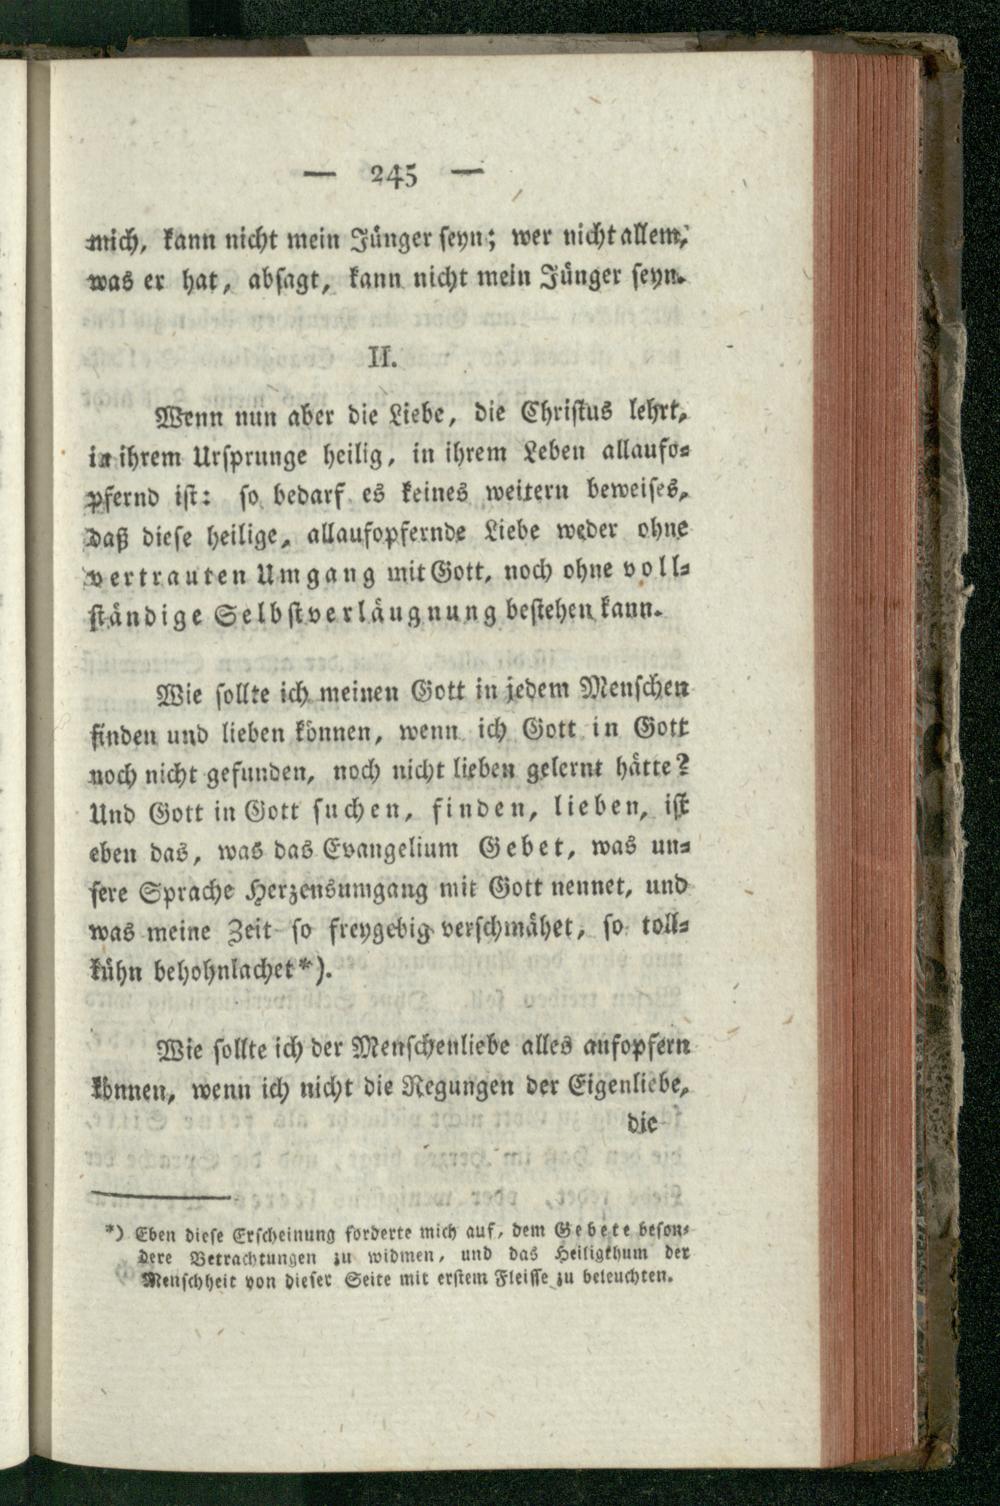 — 245 —
mich, kann nicht mein Jünger seyn; wer nicht allem,
was er hat, absagt, kann nicht mein Jünger seyn.
II.
Wenn nun aber die Liebe, die Christus lehrt,
in ihrem Ursprunge heilig, in ihrem Leben allaufo-
pfernd ist: so bedarf es keines weitern beweises,
daß diese heilige, allaufopfernde Liebe weder ohne
vertrauten Umgang mit Gott, noch ohne voll-
ständige Selbstverläugnung bestehen kann.
Wie sollte ich meinen Gott in jedem Menschen
finden und lieben können, wenn ich Gott in Gott
noch nicht gefunden, noch nicht lieben gelernt hätte?
Und Gott in Gott suchen, finden, lieben, ist
eben das, was das Evangelium Gebet, was un-
sere Sprache Herzensumgang mit Gott nennet, und
was meine Zeit so freygebig verschmähet, so toll-
kühn behohnlachet*).
Wie sollte ich der Menschenliebe alles aufopfern
können, wenn ich nicht die Regungen der Eigenliebe,
die
*) Eben diese Erscheinung forderte mich auf, dem Gebete beson-
dere Betrachtungen zu widmen, und das Heiligthum der
Menschheit von dieser Seite mit erstem Fleisse zu beleuchten.